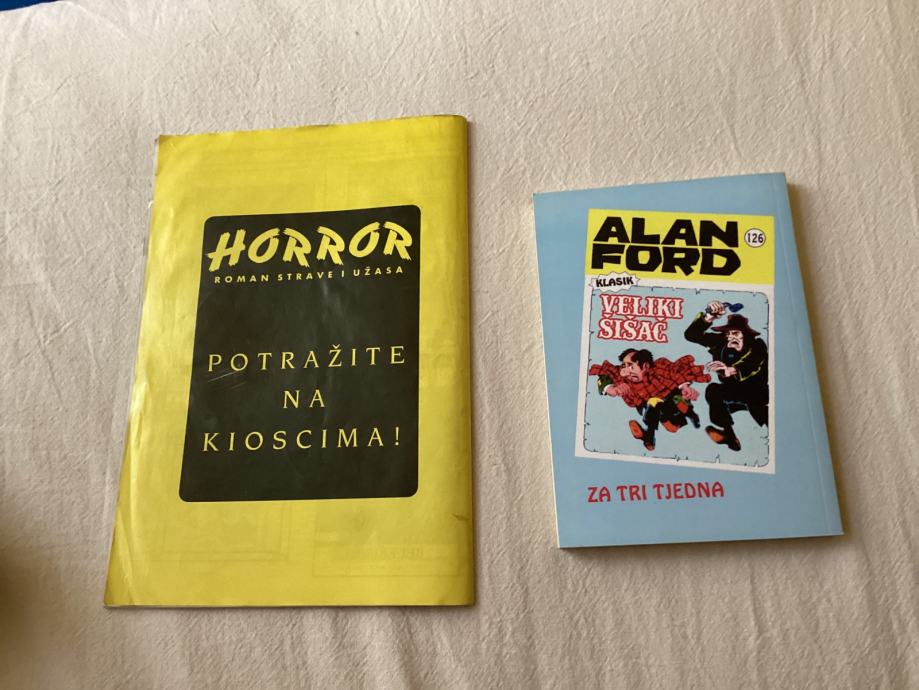 HORROR
ROMAN STRAVE I UŽASA
POTRAŽITE
NA
KIOSCIMA!
ALAN
FORD
126
KLASIK
VELIKI
ŠIŠAČ
ZA TRI TJEDNA